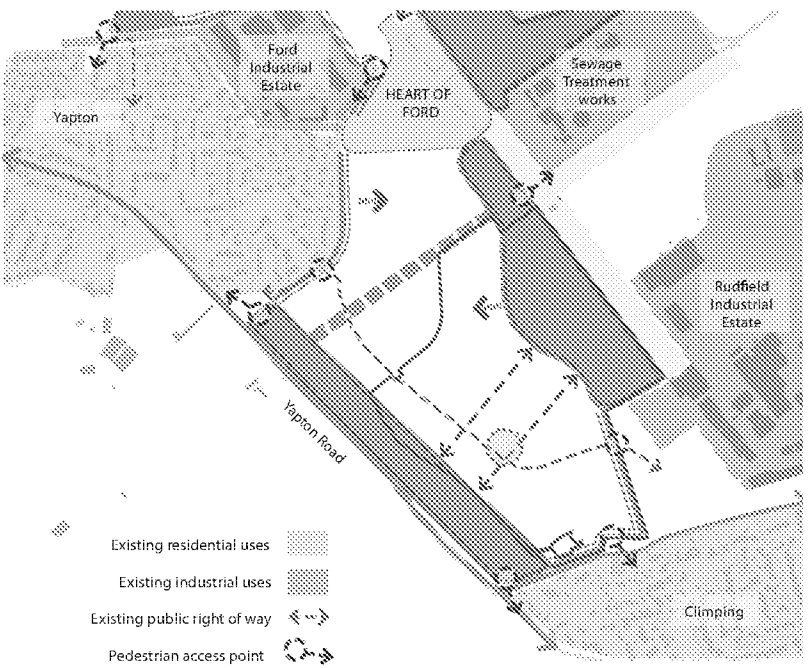 Ford
Industrial
Estate
HEART OF
FORD
Sewage
Treatment
works
Yapton
Rudfield
Industrial
Estate
Yapton Road
Existing residential uses
Existing industrial uses
Existing public right of way
Pedestrian access point
Climping